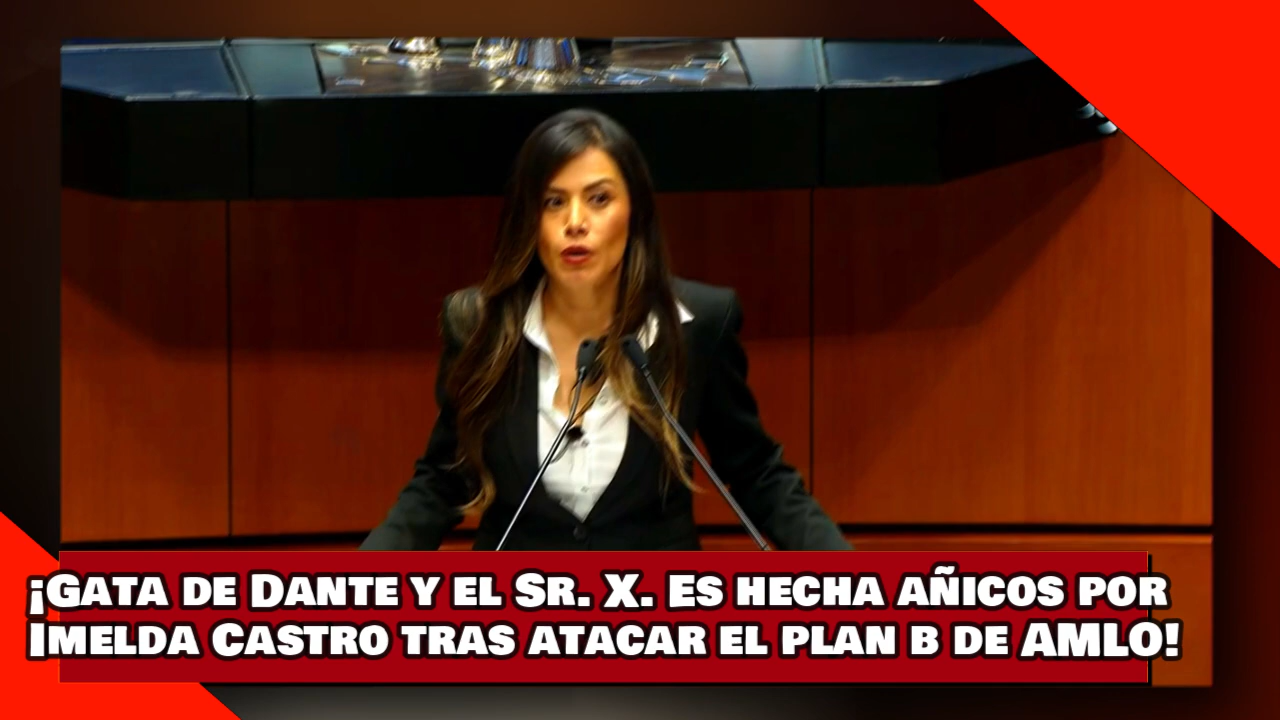 ¡Gata de Dante y el Sr. X. Es hecha añicos por
Imelda Castro tras atacar el plan b de AMLO!